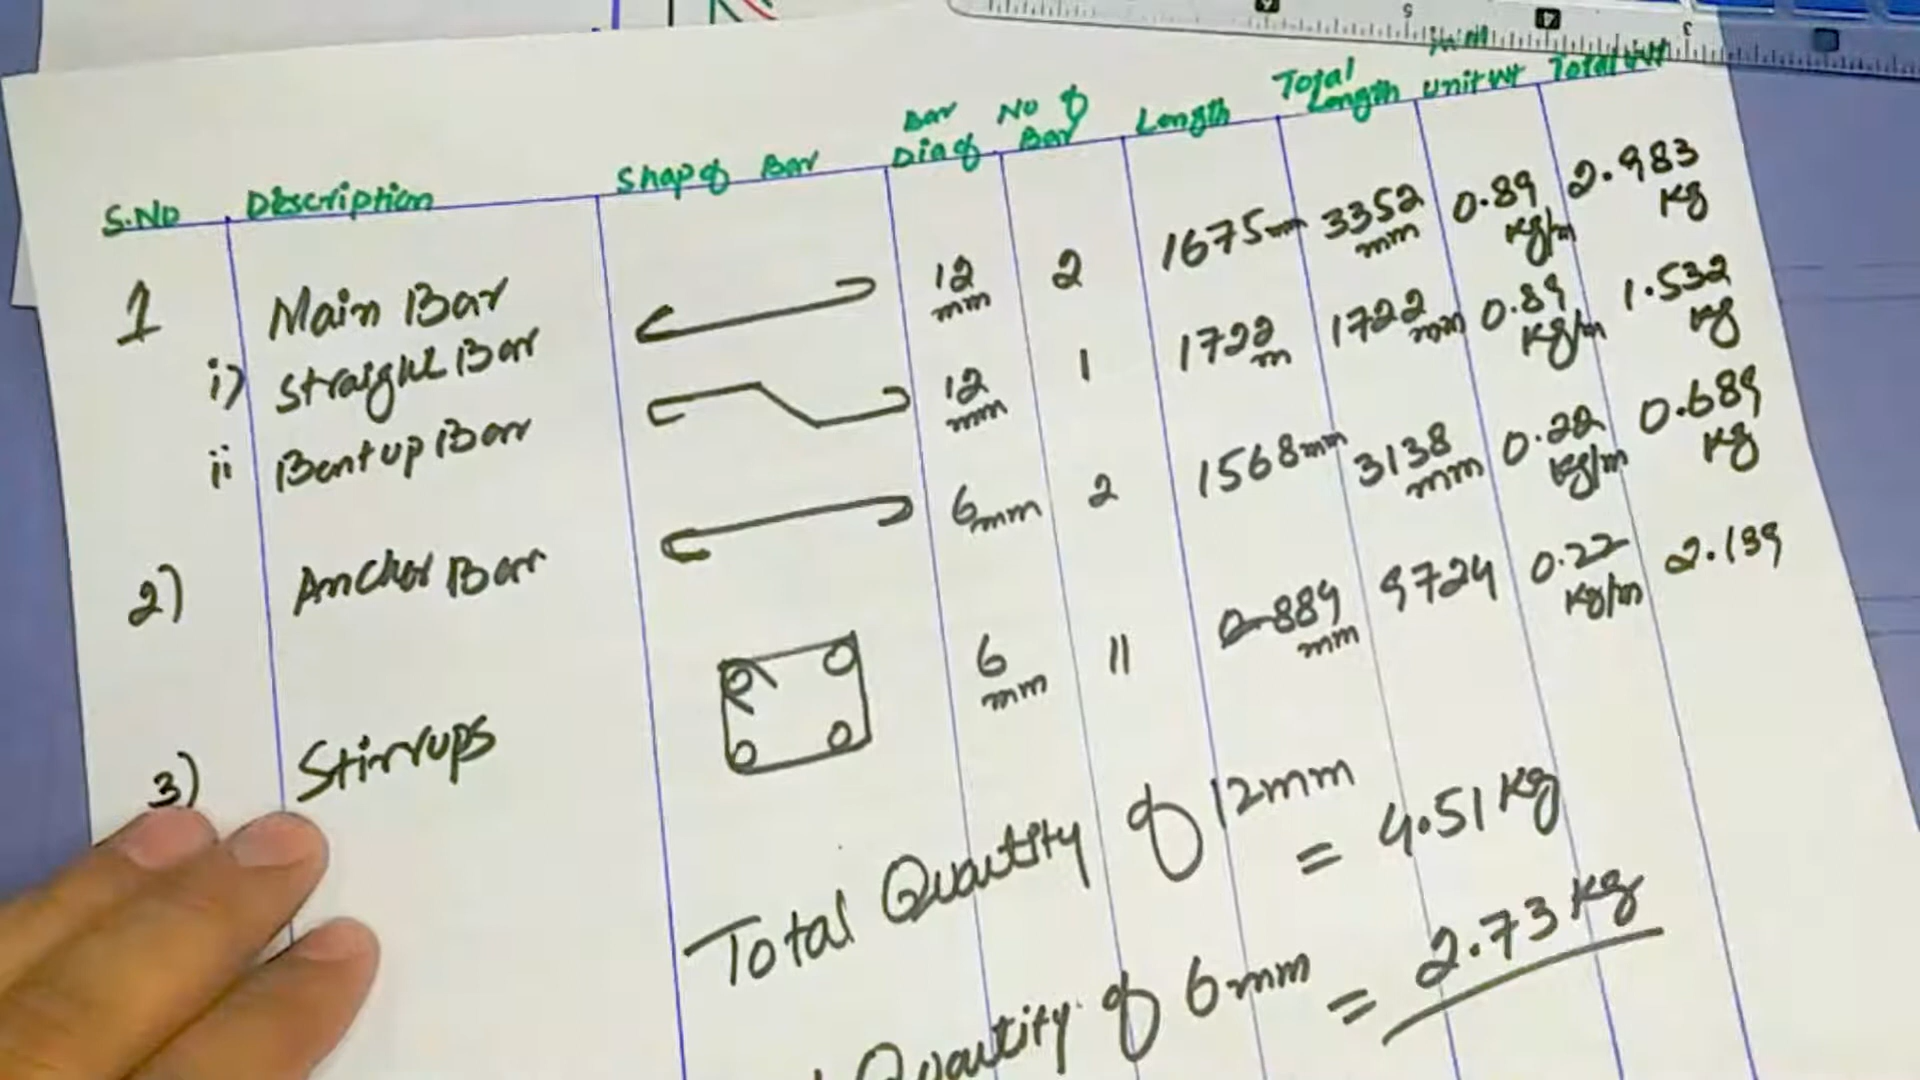 S.No Discription Shap of Bar Bar Dia of No of Bar Length Total Length unit wt Total wt
1 Main Bar
i) Straight Bar 12 mm 2 1675mm 3352 mm 0.89 kg/m 2.983 kg
ii Bentup Bar 12 mm 1 1722 m 1722 mm 0.89 kg/m 1.532 kg
2) Anchor Bar 6mm 2 1568mm 3138 mm 0.22 kg/m 0.689 kg
3) Stirrups 6 mm 11 889 mm 9724 0.22 kg/m 2.139
Total Quantity of 12mm = 4.51 kg
Quantity of 6mm = 2.73 kg